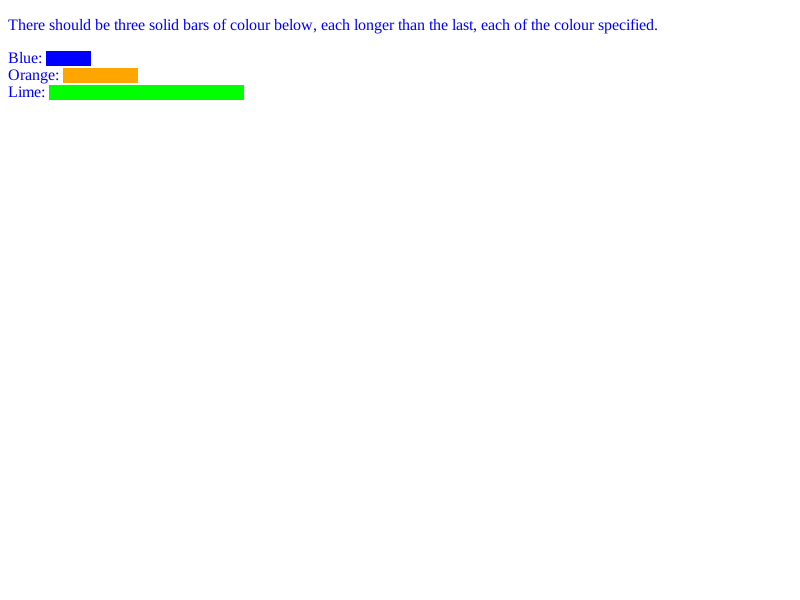 There should be three solid bars of colour below, each longer than the last, each of the colour specified.
Blue:
Orange:
Lime: